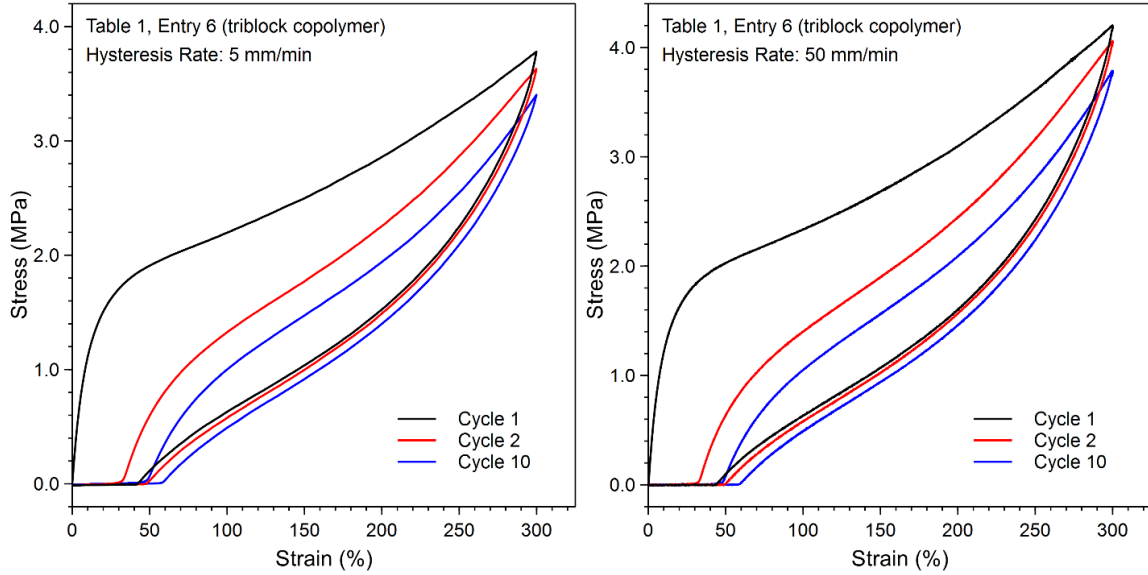 Table 1, Entry 6 (triblock copolymer)
Hysteresis Rate: 5 mm/min
Stress (MPa)
4.0
3.0
2.0
1.0
0.0
Cycle 1
Cycle 2
Cycle 10
0 50 100 150 200 250 300
Strain (%)
Table 1, Entry 6 (triblock copolymer)
Hysteresis Rate: 50 mm/min
Stress (MPa)
4.0
3.0
2.0
1.0
0.0
Cycle 1
Cycle 2
Cycle 10
0 50 100 150 200 250 300
Strain (%)